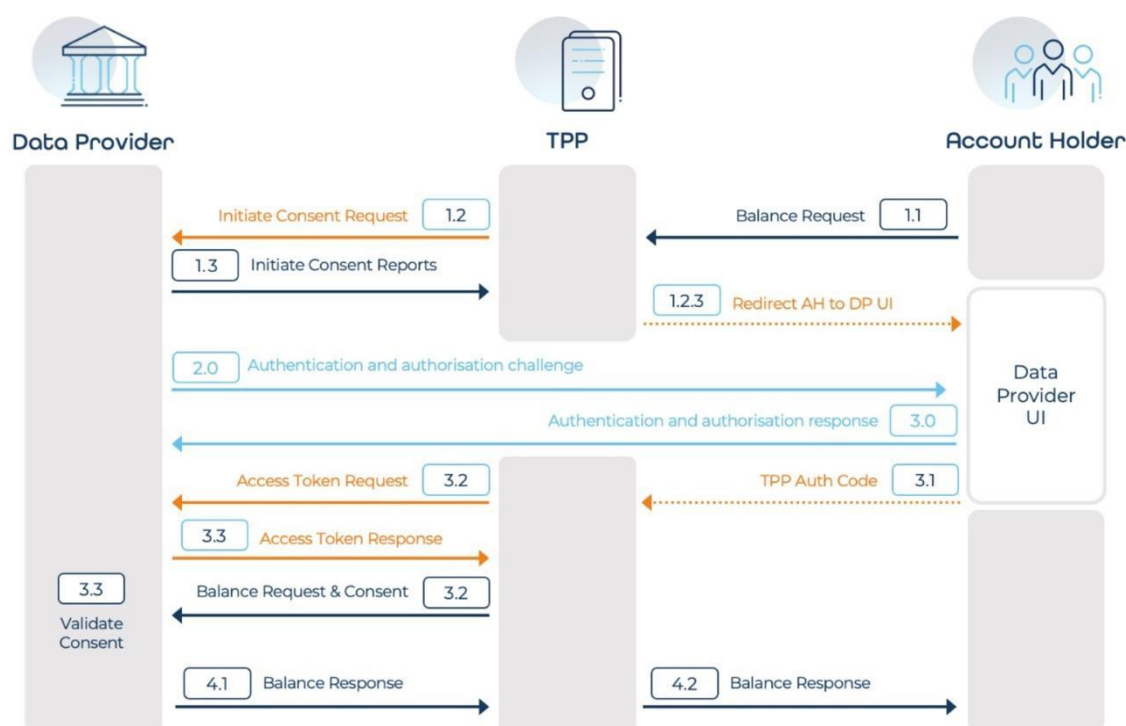 Data Provider
TPP
Account Holder
Initiate Consent Request 1.2
Balance Request 1.1
1.3 Initiate Consent Reports
1.2.3 Redirect AH to DP UI
2.0 Authentication and authorisation challenge
Data
Provider
UI
Authentication and authorisation response 3.0
Access Token Request 3.2
TPP Auth Code 3.1
3.3 Access Token Response
3.3
Validate
Consent
Balance Request & Consent 3.2
4.1 Balance Response
4.2 Balance Response